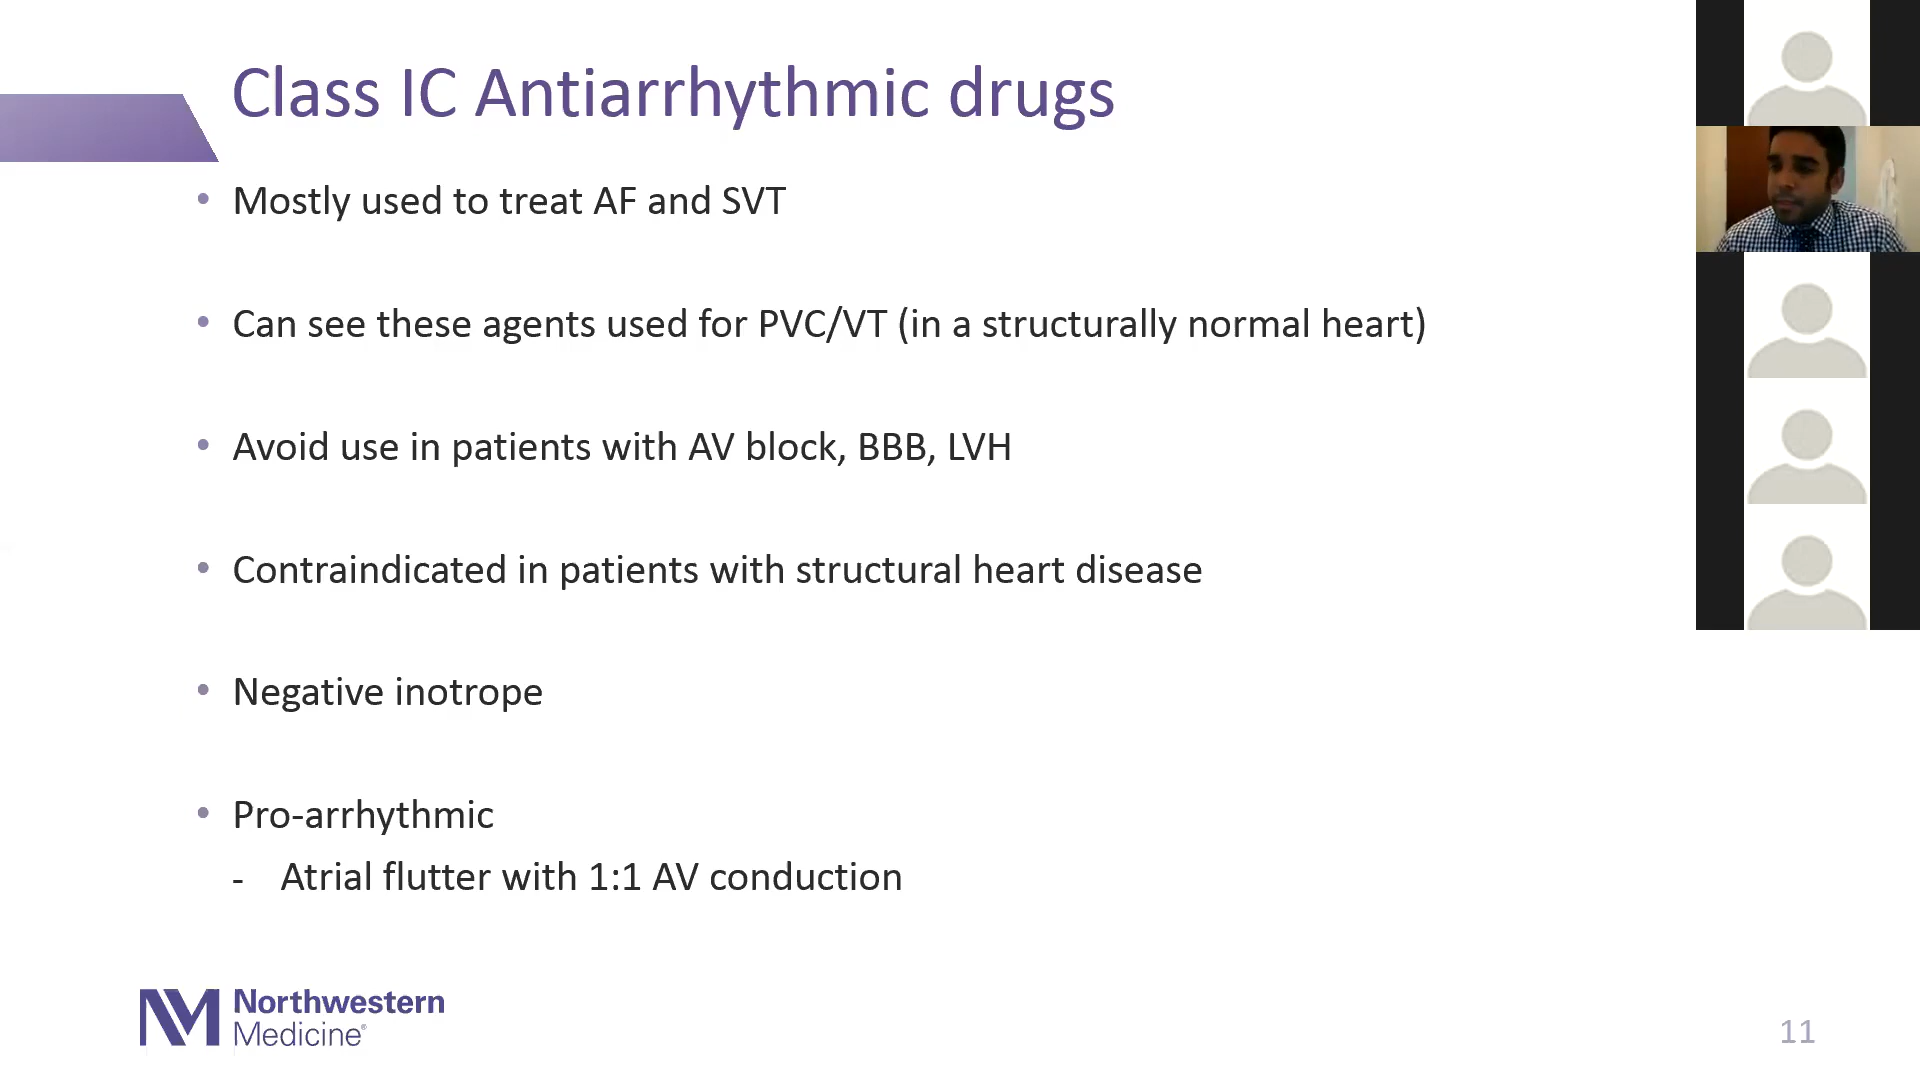 Class IC Antiarrhythmic drugs
• Mostly used to treat AF and SVT
• Can see these agents used for PVC/VT (in a structurally normal heart)
• Avoid use in patients with AV block, BBB, LVH
• Contraindicated in patients with structural heart disease
• Negative inotrope
• Pro-arrhythmic
- Atrial flutter with 1:1 AV conduction
NM Northwestern
Medicine®
11